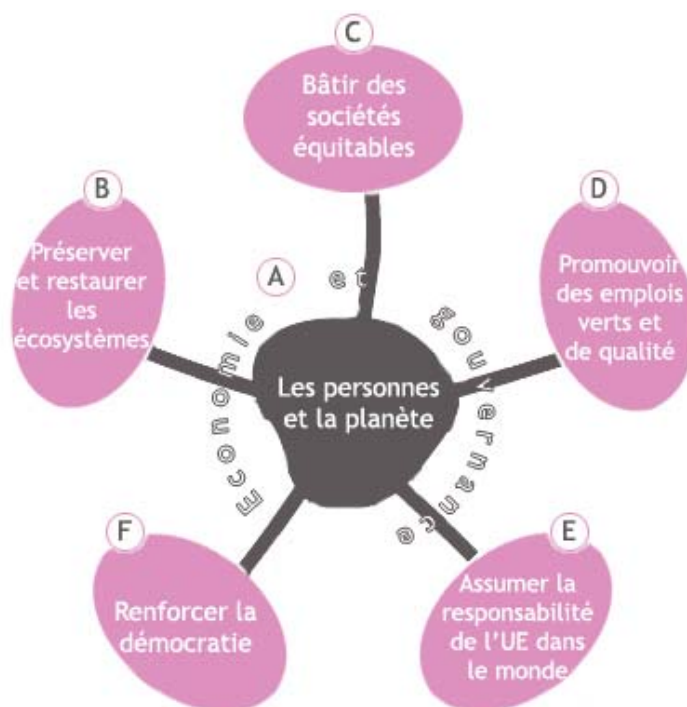 C
Bâtir des
sociétés
équitables
B
Préserver
et restaurer
les
écosystèmes
D
Promouvoir
des emplois
verts et
de qualité
A
Economie et gouvernance
Les personnes
et la planète
F
Renforcer la
démocratie
E
Assumer la
responsabilité
de l'UE dans
le monde